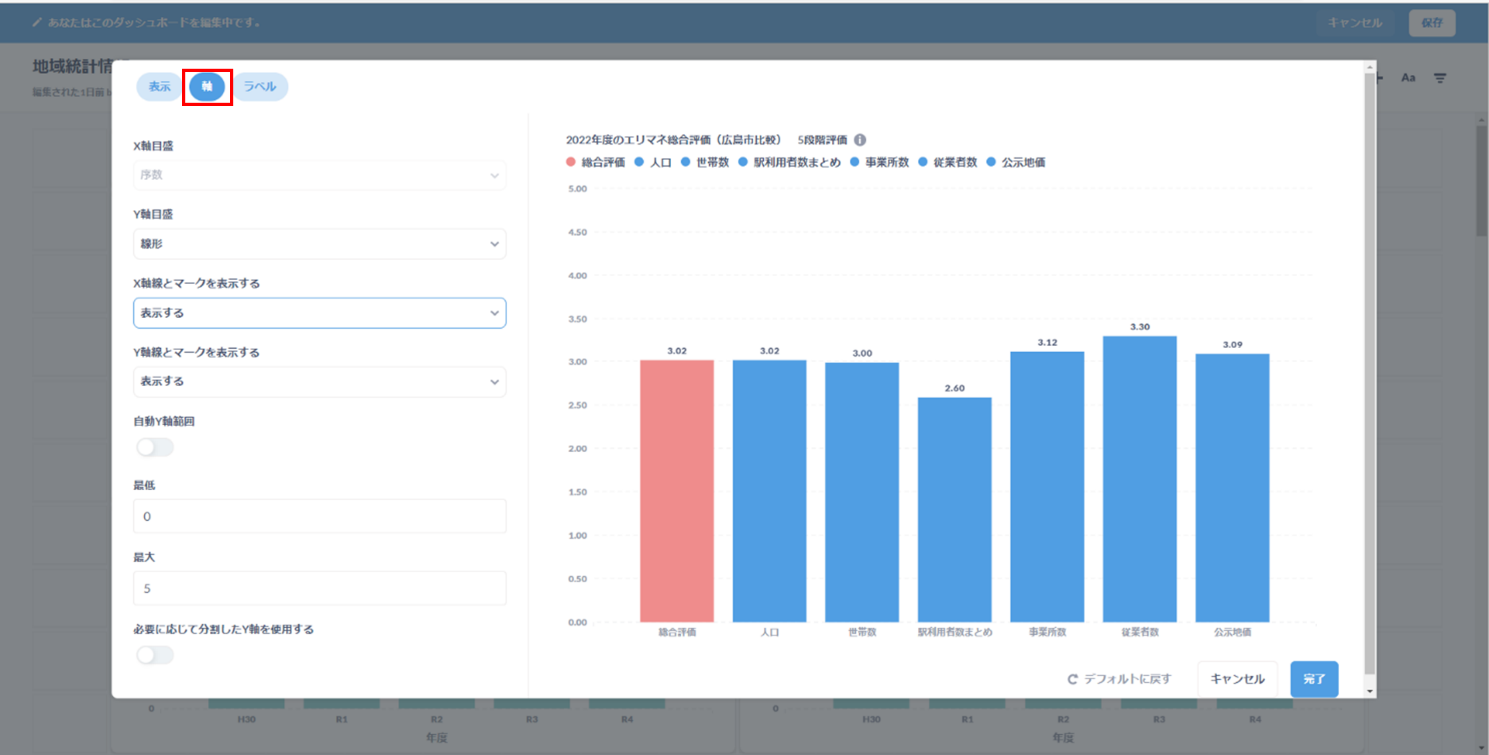 あなたはこのダッシュボードを編集中です。
キャンセル
保存
地域統計情
編集された1日前
Aa
表示
軸
ラベル
X軸目盛
序数
Y軸目盛
線形
X軸線とマークを表示する
表示する
Y軸線とマークを表示する
表示する
自動Y軸範囲
最低
0
最大
5
必要に応じて分割したY軸を使用する
2022年度のエリマネ総合評価（広島市比較） 5段階評価
総合評価 人口 世帯数 駅利用者数まとめ 事業所数 従業者数 公示地価
5.00
4.50
4.00
3.50
3.00
2.50
2.00
1.50
1.00
0.50
0.00
3.02
3.02
3.00
2.60
3.12
3.30
3.09
総合評価 人口 世帯数 駅利用者数まとめ 事業所数 従業者数 公示地価
デフォルトに戻す
キャンセル
完了
0
H30 R1 R2 R3 R4
年度
0
H30 R1 R2 R3 R4
年度